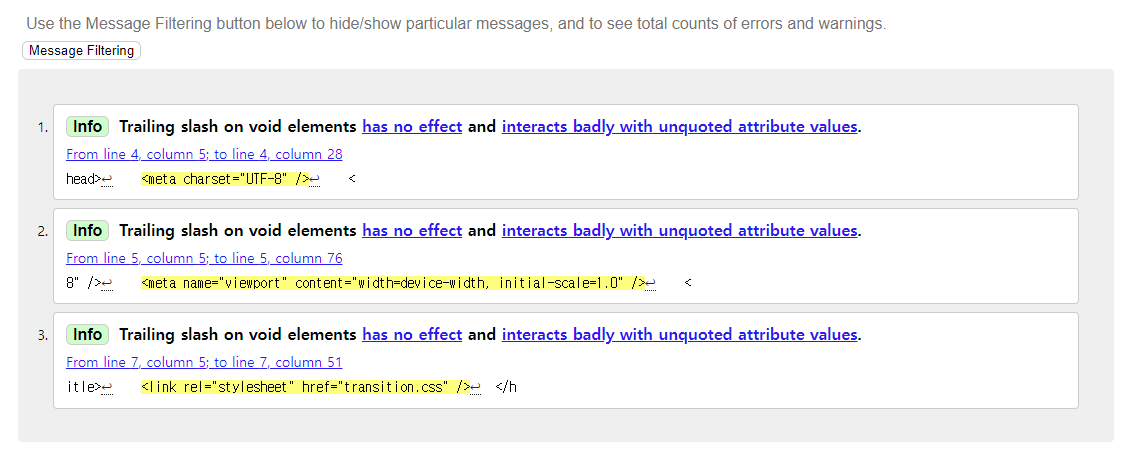 Use the Message Filtering button below to hide/show particular messages, and to see total counts of errors and warnings.
Message Filtering
1. Info Trailing slash on void elements has no effect and interacts badly with unquoted attribute values.
From line 4, column 5; to line 4, column 28
head>↩ <meta charset="UTF-8" />↩ <
2. Info Trailing slash on void elements has no effect and interacts badly with unquoted attribute values.
From line 5, column 5; to line 5, column 76
8" />↩ <meta name="viewport" content="width=device-width, initial-scale=1.0" />↩ <
3. Info Trailing slash on void elements has no effect and interacts badly with unquoted attribute values.
From line 7, column 5; to line 7, column 51
itle>↩ <link rel="stylesheet" href="transition.css" />↩ </h